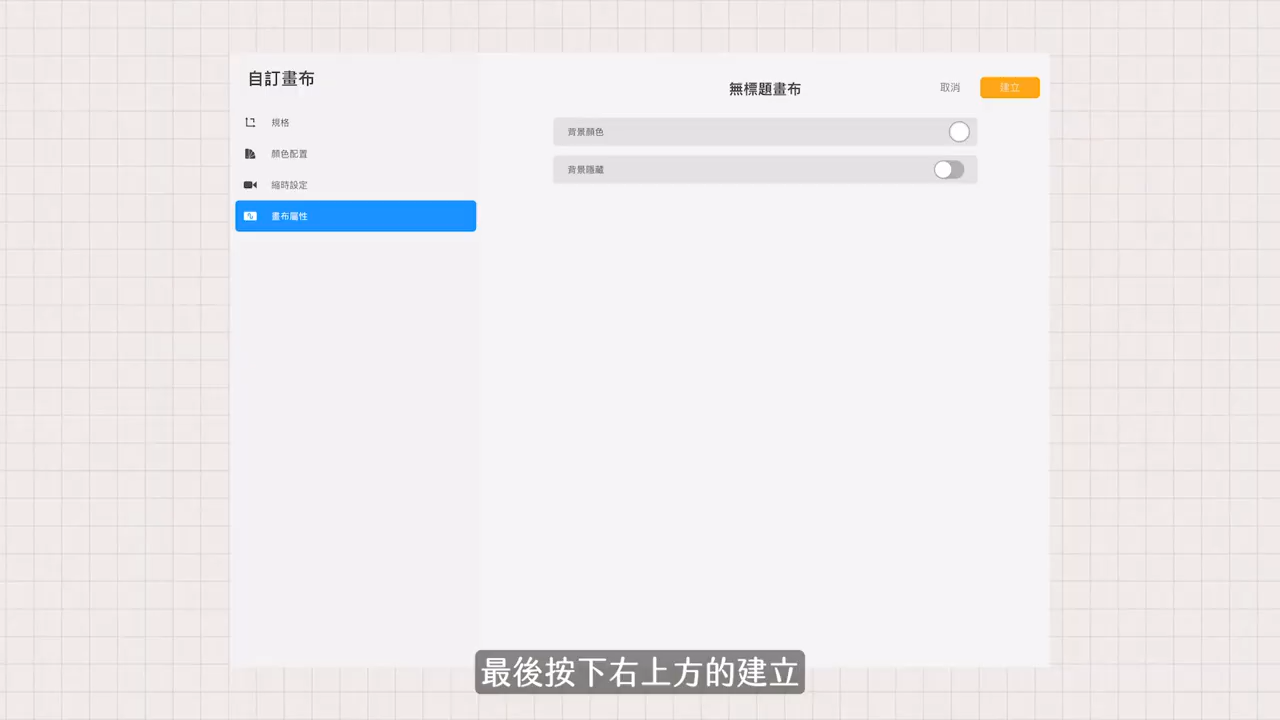 自訂畫布
規格
顏色配置
縮時設定
畫布屬性
無標題畫布
取消
建立
背景顏色
背景隱藏
最後按下右上方的建立